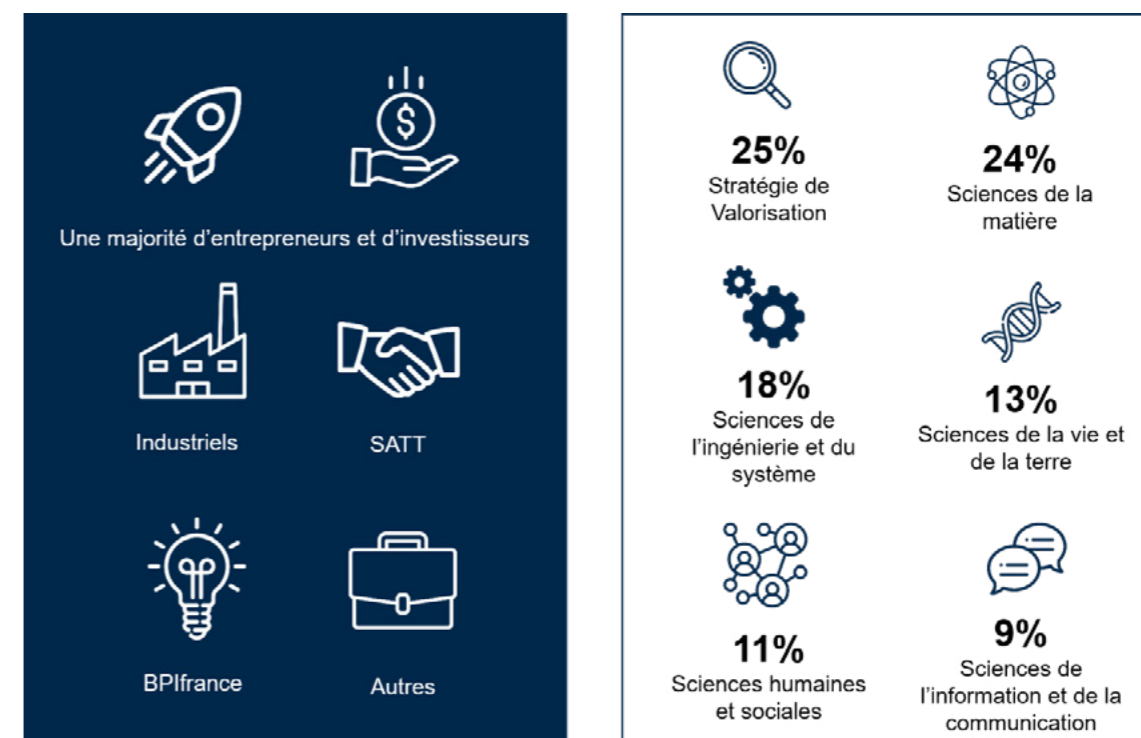 Une majorité d'entrepreneurs et d'investisseurs
Industriels
SATT
BPIfrance
Autres
25%
Stratégie de
Valorisation
24%
Sciences de la
matière
18%
Sciences de
l'ingénierie et du
système
13%
Sciences de la vie et
de la terre
11%
Sciences humaines
et sociales
9%
Sciences de
l'information et de la
communication